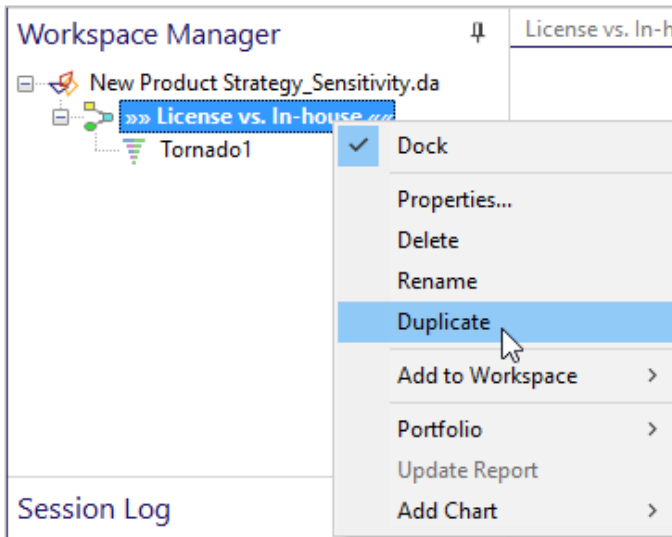 Workspace Manager
License vs. In-h
New Product Strategy_Sensitivity.da
»» License vs. In-house ««
Tornado1
Dock
Properties...
Delete
Rename
Duplicate
Add to Workspace
Portfolio
Update Report
Add Chart
Session Log